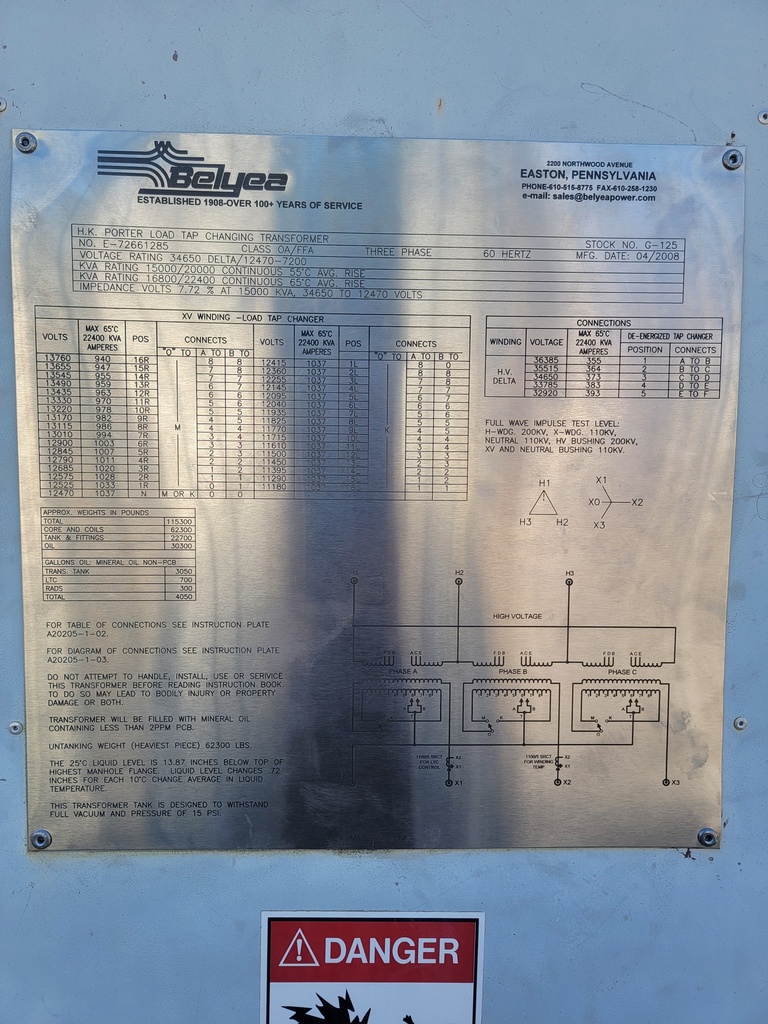 Belyea
ESTABLISHED 1908-OVER 100+ YEARS OF SERVICE
2200 NORTHWOOD AVENUE
EASTON, PENNSYLVANIA
PHONE-610-515-8775 FAX-610-258-1230
e-mail: sales@belyeapower.com
H.K. PORTER LOAD TAP CHANGING TRANSFORMER STOCK NO. G-125
NO. E-72661285 CLASS OA/FFA THREE PHASE 60 HERTZ MFG. DATE: 04/2008
VOLTAGE RATING 34650 DELTA/12470-7200
KVA RATING 15000/20000 CONTINUOUS 55°C AVG. RISE
KVA RATING 16800/22400 CONTINUOUS 65°C AVG. RISE
IMPEDANCE VOLTS 7.72 % AT 15000 KVA, 34650 TO 12470 VOLTS
XV WINDING -LOAD TAP CHANGER
VOLTS MAX 65°C 22400 KVA AMPERES POS CONNECTS VOLTS MAX 65°C 22400 KVA AMPERES POS CONNECTS
"O" TO A TO B TO "O" TO A TO B TO
13760 940 16R 8 8 12415 1037 1L 8 0
13655 947 15R 7 8 12360 1037 2L 8 8
13545 955 14R 7 7 12255 1037 3L 7 8
13490 959 13R 6 7 12145 1037 4L 7 7
13435 963 12R 6 6 12095 1037 5L 6 7
13330 970 11R 5 6 12040 1037 6L 6 6
13220 978 10R 5 5 11935 1037 7L 5 6
13170 982 9R 4 5 11825 1037 8L 5 5
13115 986 8R M 4 4 11770 1037 9L K 4 5
13010 994 7R 3 4 11715 1037 4 4
12900 1003 6R 3 3 11610 1037 3 4
12845 1007 5R 2 3 11500 1037 3 3
12790 1011 4R 2 2 11450 1037 2 3
12685 1020 3R 1 2 11395 1037 2 2
12575 1028 2R 1 1 11290 1037 1 2
12525 1033 1R 0 1 11180 1037 1 1
12470 1037 N M OR K 0 0
CONNECTIONS
WINDING VOLTAGE MAX 65°C 22400 KVA AMPERES DE-ENERGIZED TAP CHANGER
POSITION CONNECTS
H.V. DELTA
36385 355 1 A TO B
35515 364 2 B TO C
34650 373 3 C TO D
33785 383 4 D TO E
32920 393 5 E TO F
FULL WAVE IMPULSE TEST LEVEL:
H-WDG. 200KV, X-WDG. 110KV,
NEUTRAL 110KV, HV BUSHING 200KV,
XV AND NEUTRAL BUSHING 110KV.
H1
H3 H2
X1
X0 X2
X3
APPROX. WEIGHTS IN POUNDS
TOTAL 115300
CORE AND COILS 62300
TANK & FITTINGS 22700
OIL 30300
GALLONS OIL: MINERAL OIL NON-PCB
TRANS. TANK 3050
LTC 700
RADS 300
TOTAL 4050
FOR TABLE OF CONNECTIONS SEE INSTRUCTION PLATE
A20205-1-02.
FOR DIAGRAM OF CONNECTIONS SEE INSTRUCTION PLATE
A20205-1-03.
DO NOT ATTEMPT TO HANDLE, INSTALL, USE OR SERVICE
THIS TRANSFORMER BEFORE READING INSTRUCTION BOOK.
TO DO SO MAY LEAD TO BODILY INJURY OR PROPERTY
DAMAGE OR BOTH.
TRANSFORMER WILL BE FILLED WITH MINERAL OIL
CONTAINING LESS THAN 2PPM PCB.
UNTANKING WEIGHT (HEAVIEST PIECE) 62300 LBS.
THE 25°C LIQUID LEVEL IS 13.87 INCHES BELOW TOP OF
HIGHEST MANHOLE FLANGE. LIQUID LEVEL CHANGES .72
INCHES FOR EACH 10°C CHANGE AVERAGE IN LIQUID
TEMPERATURE.
THIS TRANSFORMER TANK IS DESIGNED TO WITHSTAND
FULL VACUUM AND PRESSURE OF 15 PSI.
H1 H2 H3
HIGH VOLTAGE
F D B A C E F D B A C E F D B A C E
PHASE A PHASE B PHASE C
A B A B A B
M K M K M K
O O O
1100/5 SRCT FOR LTC CONTROL X2 X1
1100/5 SRCT FOR WINDING TEMP X2 X1
X1 X2 X3
DANGER